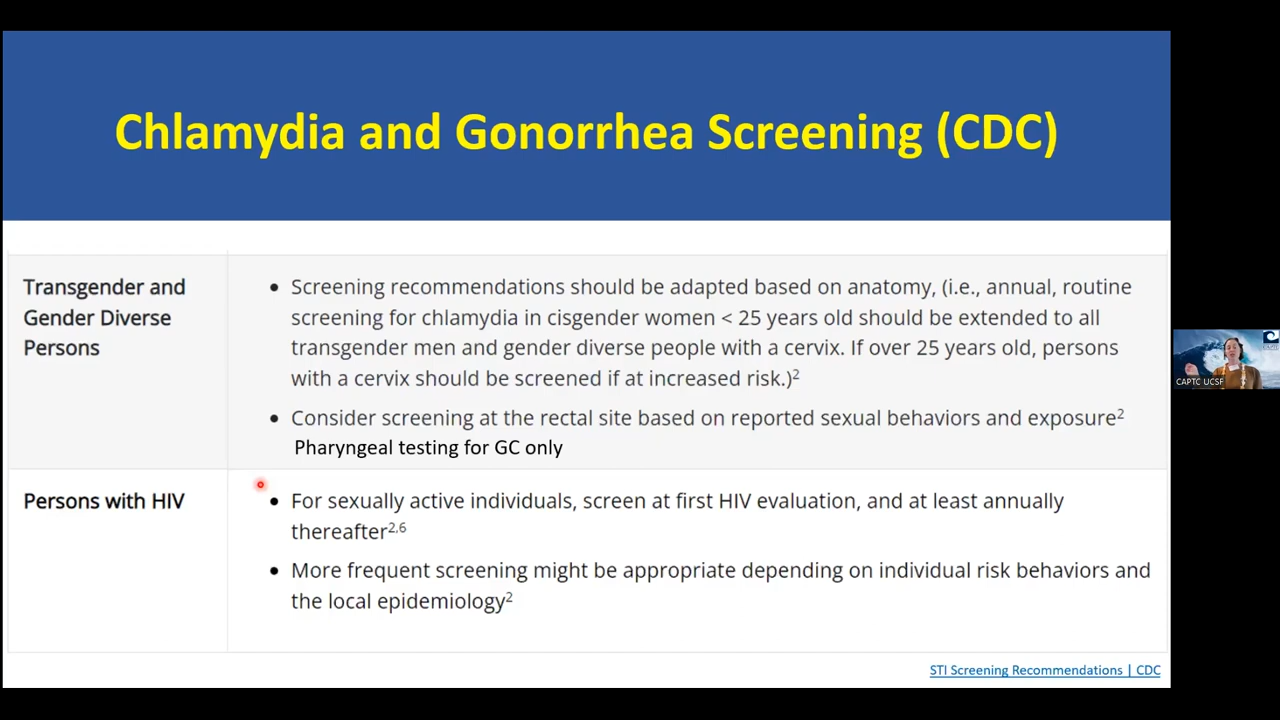 Chlamydia and Gonorrhea Screening (CDC)
Transgender and
Gender Diverse
Persons
• Screening recommendations should be adapted based on anatomy, (i.e., annual, routine
screening for chlamydia in cisgender women < 25 years old should be extended to all
transgender men and gender diverse people with a cervix. If over 25 years old, persons
with a cervix should be screened if at increased risk.)2
• Consider screening at the rectal site based on reported sexual behaviors and exposure2
Pharyngeal testing for GC only
Persons with HIV
• For sexually active individuals, screen at first HIV evaluation, and at least annually
thereafter2,6
• More frequent screening might be appropriate depending on individual risk behaviors and
the local epidemiology2
STI Screening Recommendations | CDC
CAPTC UCSF